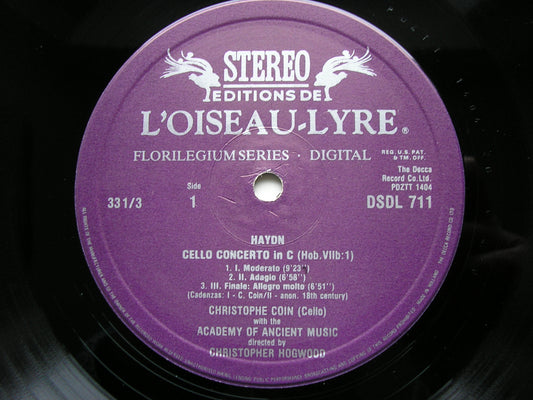 STEREO
EDITIONS DE
L'OISEAU-LYRE®
FLORILEGIUM SERIES · DIGITAL
REG. U.S. PAT.
& TM. OFF.
The Decca
Record Co. Ltd.
PDZTT 1404
33 1/3
Side
1
DSDL 711
HAYDN
CELLO CONCERTO in C (Hob. VIIb:1)
1. I. Moderato (9'23")
2. II. Adagio (6'58")
3. III. Finale: Allegro molto (6'51")
(Cadenzas: I - C. Coin/II - anon. 18th century)
CHRISTOPHE COIN (Cello)
with the
ACADEMY OF ANCIENT MUSIC
directed by
CHRISTOPHER HOGWOOD